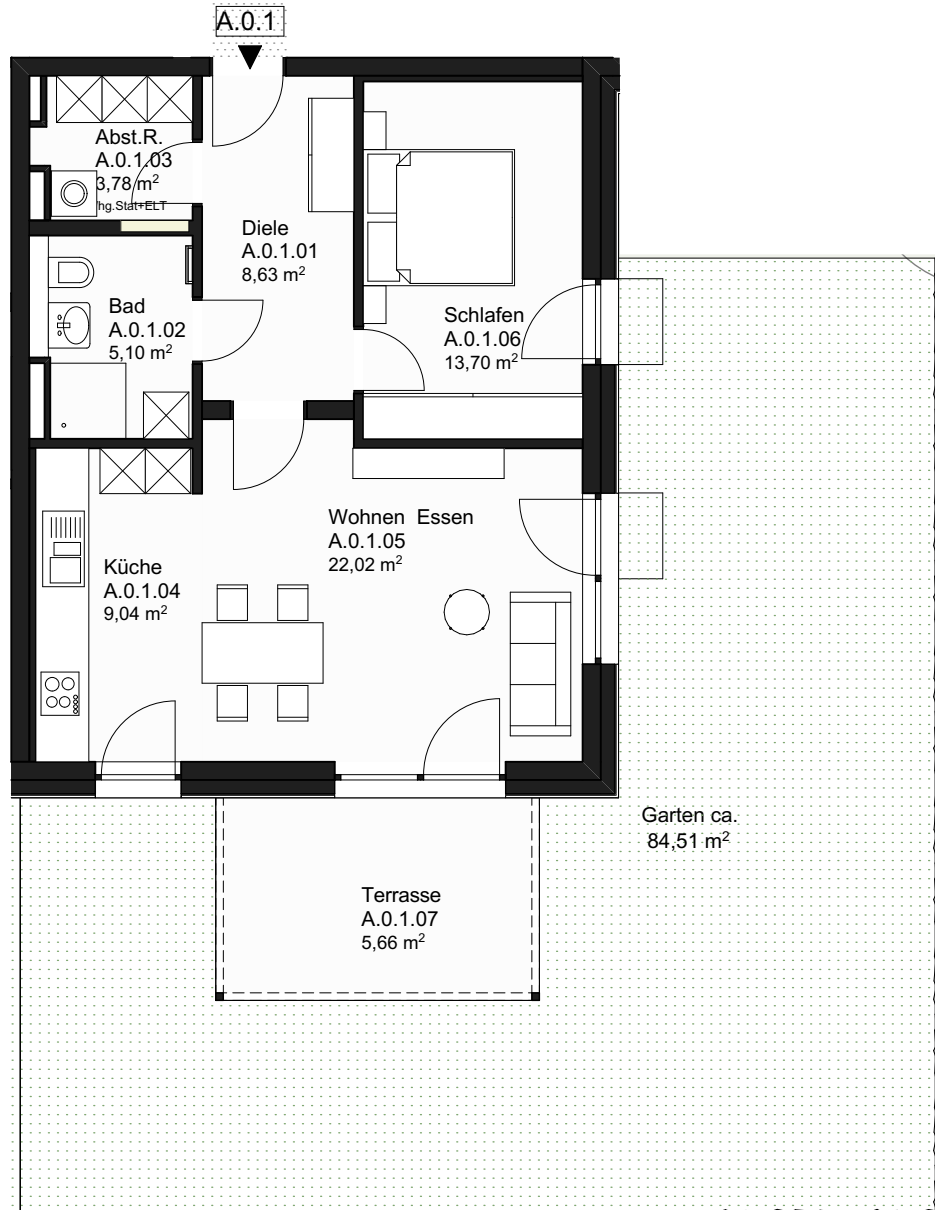 A.0.1
Abst.R.
A.0.1.03
3,78 m²
hg.Stat+ELT
Diele
A.0.1.01
8,63 m²
Bad
A.0.1.02
5,10 m²
Schlafen
A.0.1.06
13,70 m²
Wohnen Essen
A.0.1.05
22,02 m²
Küche
A.0.1.04
9,04 m²
Garten ca.
84,51 m²
Terrasse
A.0.1.07
5,66 m²